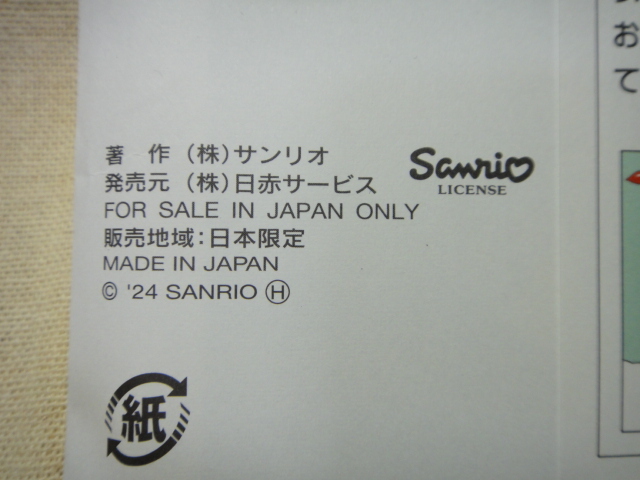 著 作 (株)サンリオ
発売元 (株)日赤サービス
FOR SALE IN JAPAN ONLY
販売地域:日本限定
MADE IN JAPAN
© '24 SANRIO Ⓗ
Sanrio
LICENSE
紙
お
て